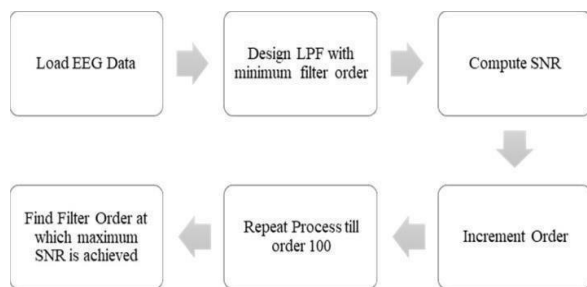 Load EEG Data
Design LPF with
minimum filter order
Compute SNR
Increment Order
Repeat Process till
order 100
Find Filter Order at
which maximum
SNR is achieved